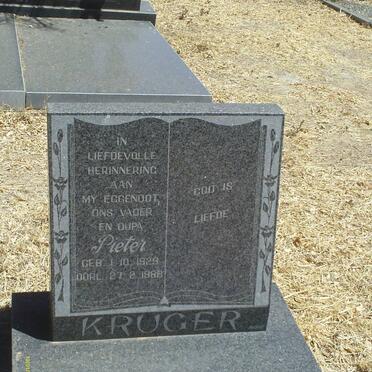 IN
LIEFDEVOLLE
HERINNERING
AAN
MY EGGENOOT,
ONS VADER
EN OUPA
Pieter
GEB. 1.10.1929
OORL. 27.2.1988
GOD IS
LIEFDE
KRUGER